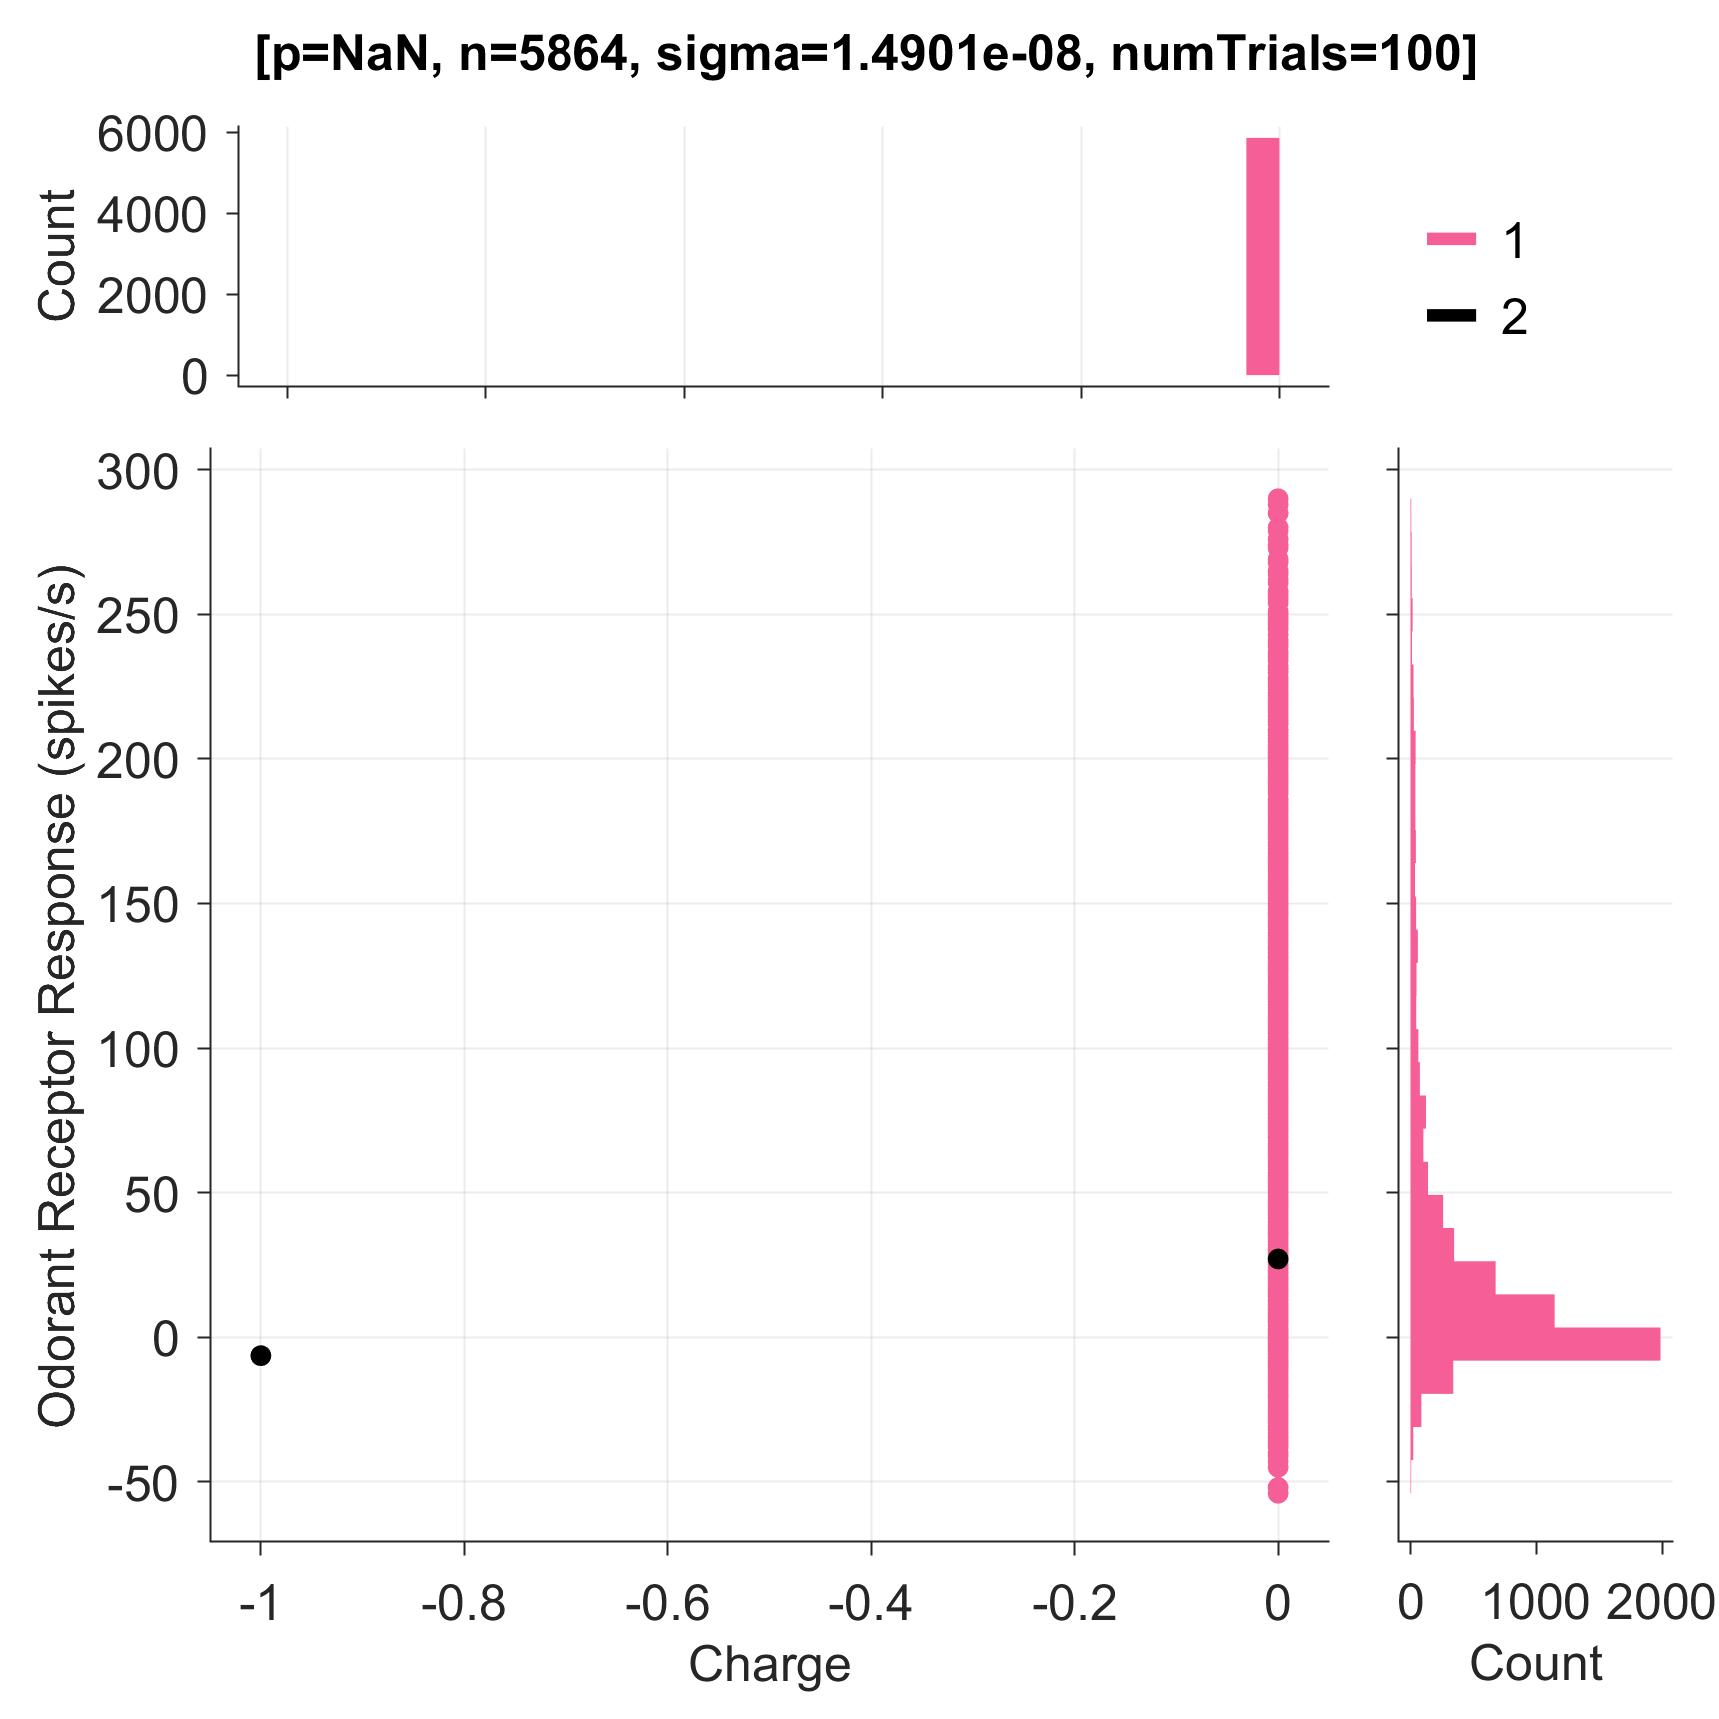 [p=NaN, n=5864, sigma=1.4901e-08, numTrials=100]
6000
4000
2000
0
Count
1
2
300
250
200
150
100
50
0
-50
Odorant Receptor Response (spikes/s)
-1 -0.8 -0.6 -0.4 -0.2 0
Charge
0 1000 2000
Count